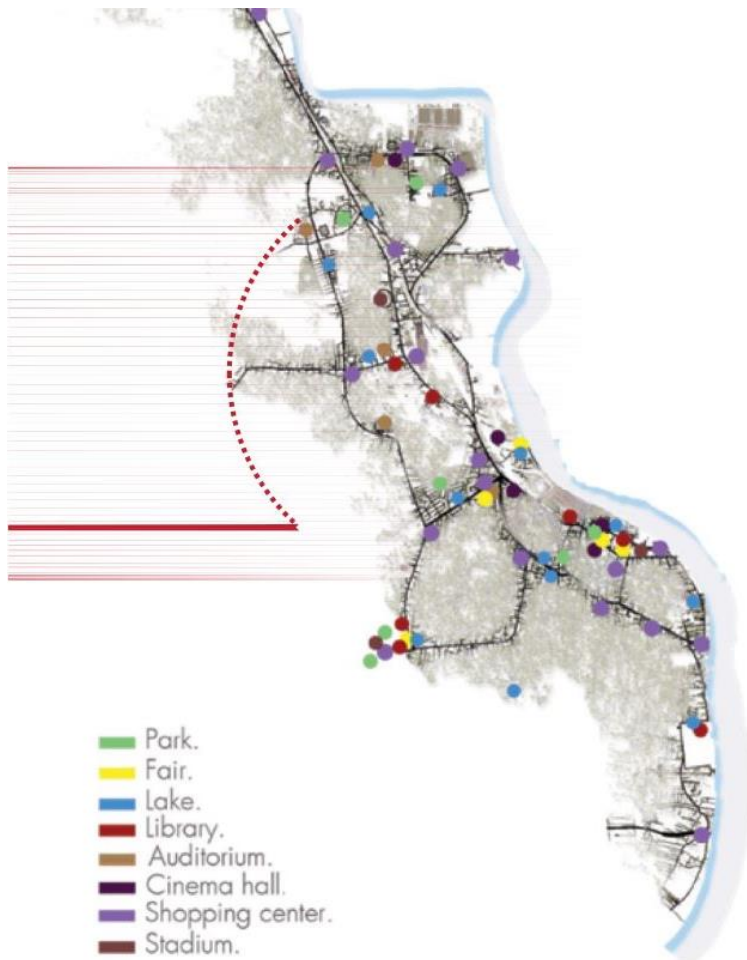 Park.
Fair.
Lake.
Library.
Auditorium.
Cinema hall.
Shopping center.
Stadium.